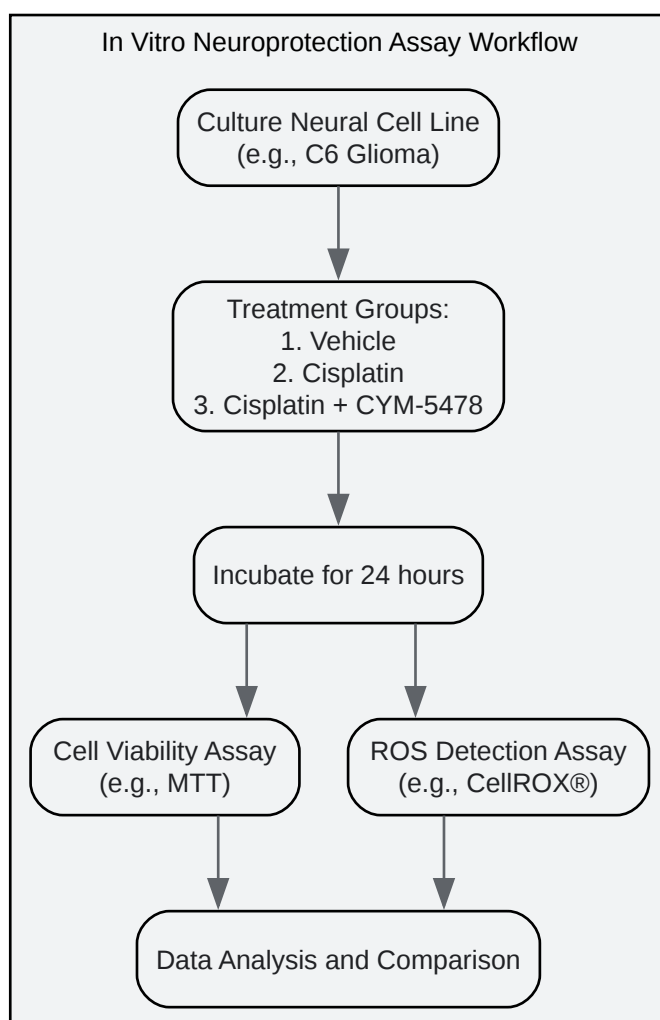 In Vitro Neuroprotection Assay Workflow
Culture Neural Cell Line
(e.g., C6 Glioma)
Treatment Groups:
1. Vehicle
2. Cisplatin
3. Cisplatin + CYM-5478
Incubate for 24 hours
Cell Viability Assay
(e.g., MTT)
ROS Detection Assay
(e.g., CellROX®)
Data Analysis and Comparison